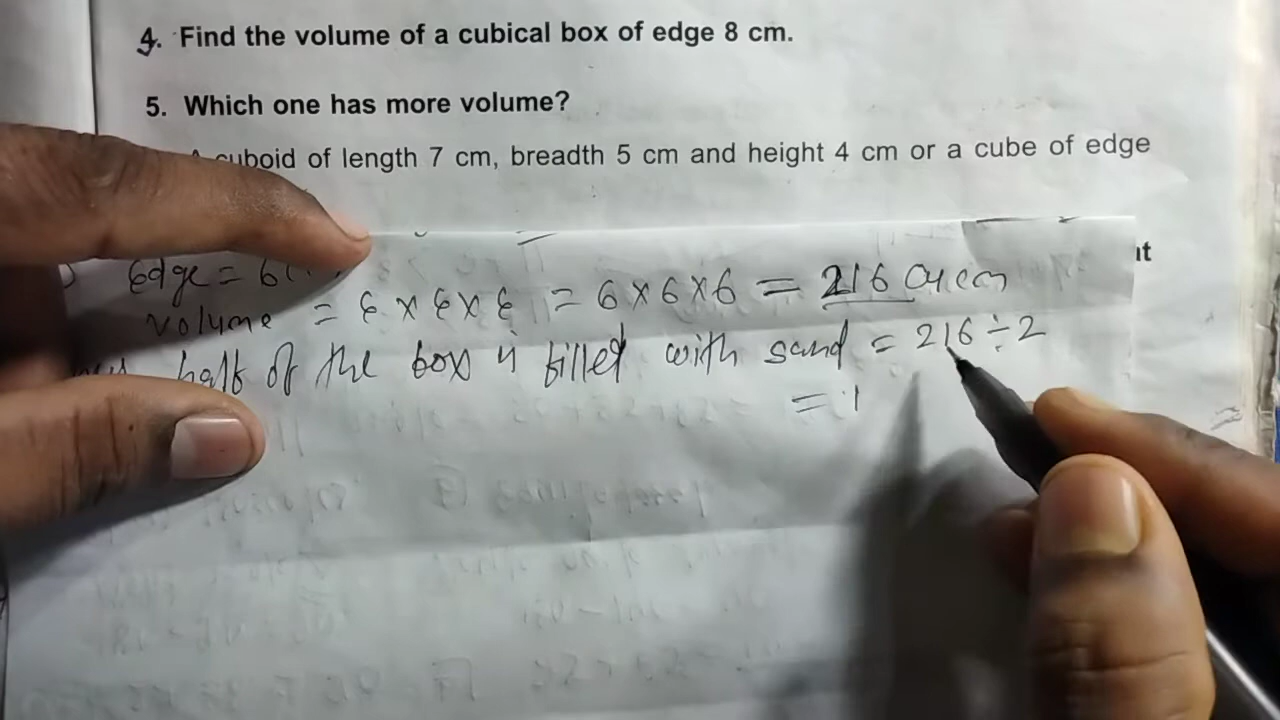 4. Find the volume of a cubical box of edge 8 cm.
5. Which one has more volume?
cuboid of length 7 cm, breadth 5 cm and height 4 cm or a cube of edge
it
Edge = 6
volume = ε × ε × ε = 6 × 6 × 6 = 216
half of the box is filled with sand = 216 ÷ 2
= 1